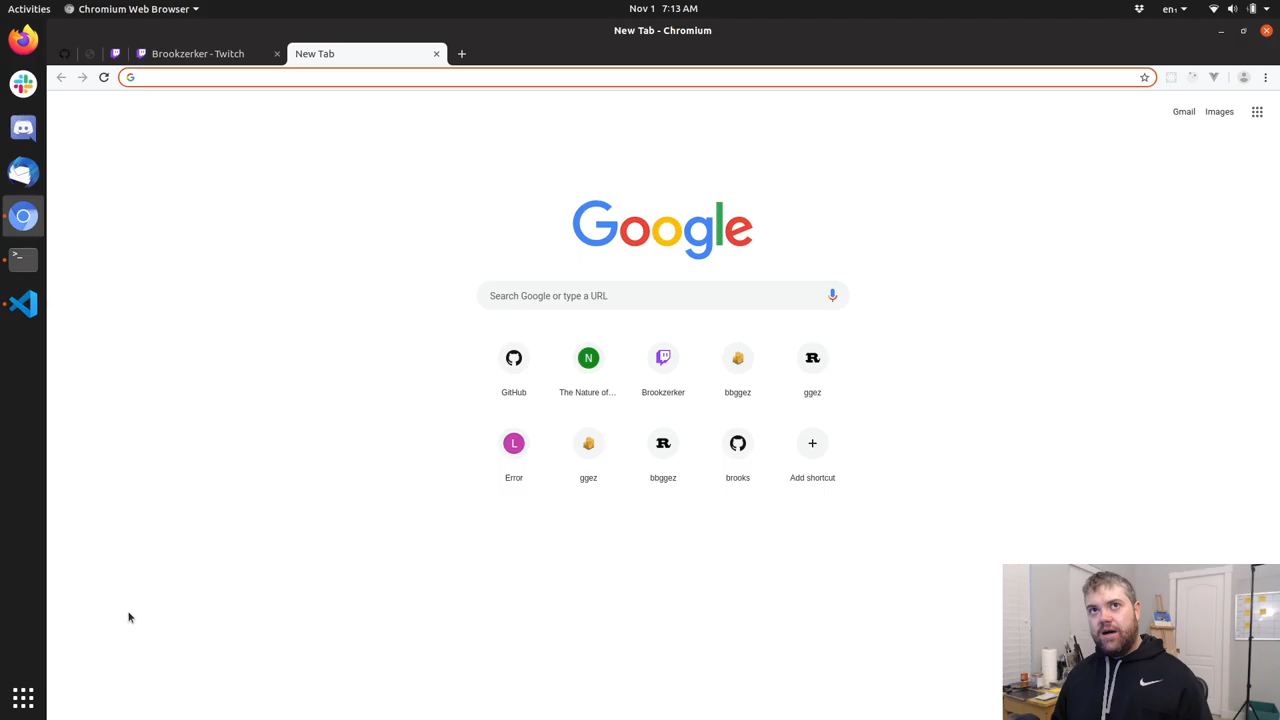 Activities
Chromium Web Browser
Nov 1 7:13 AM
en₁
New Tab - Chromium
Brookzerker - Twitch
New Tab
Gmail
Images
Google
Search Google or type a URL
N
GitHub
The Nature of...
Brookzerker
bbggez
ggez
L
Error
ggez
bbggez
brooks
Add shortcut